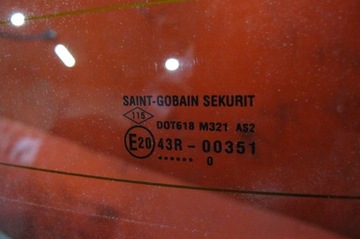 SAINT-GOBAIN SEKURIT
115
DOT618 M321 AS2
E20 43R - 00351
•••••• 0